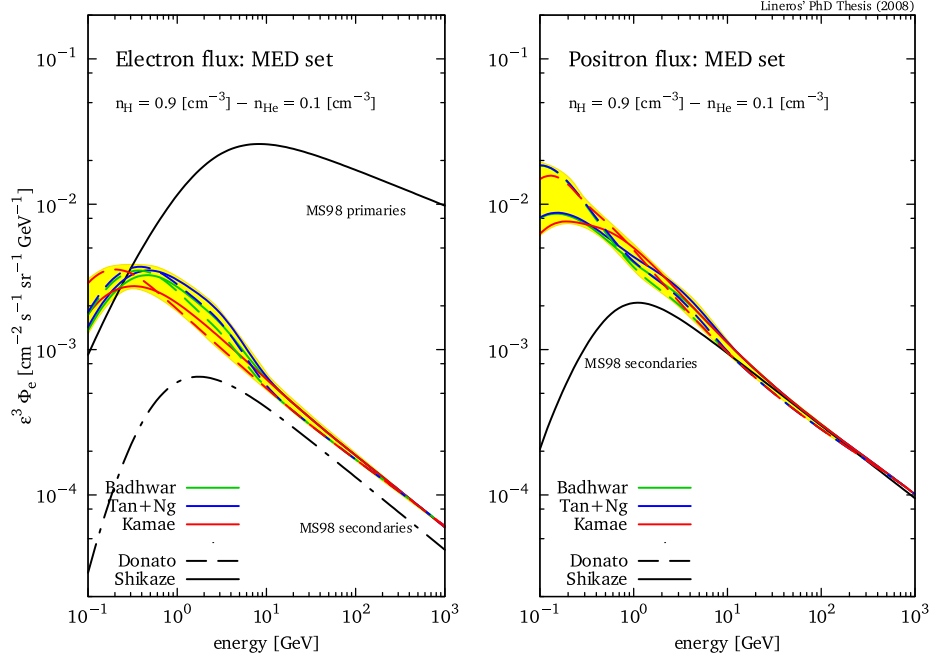 Lineros' PhD Thesis (2008)
Electron flux: MED set
n_H = 0.9 [cm^−3] − n_He = 0.1 [cm^−3]
MS98 primaries
MS98 secondaries
Badhwar
Tan+Ng
Kamae
Donato
Shikaze
10^−1
10^−2
10^−3
10^−4
ε^3 Φ_e [cm^−2 s^−1 sr^−1 GeV^−1]
10^−1 10^0 10^1 10^2 10^3
energy [GeV]
Positron flux: MED set
n_H = 0.9 [cm^−3] − n_He = 0.1 [cm^−3]
MS98 secondaries
Badhwar
Tan+Ng
Kamae
Donato
Shikaze
10^−1
10^−2
10^−3
10^−4
10^−1 10^0 10^1 10^2 10^3
energy [GeV]